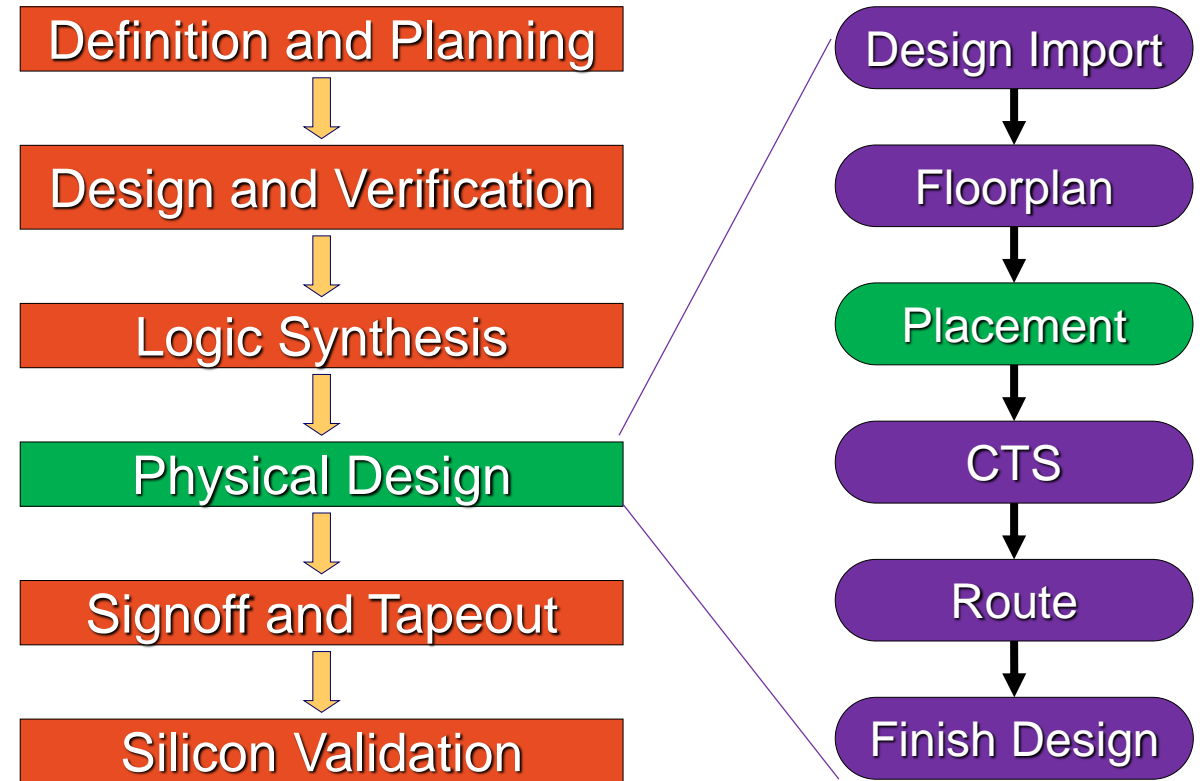 Definition and Planning
Design and Verification
Logic Synthesis
Physical Design
Signoff and Tapeout
Silicon Validation
Design Import
Floorplan
Placement
CTS
Route
Finish Design